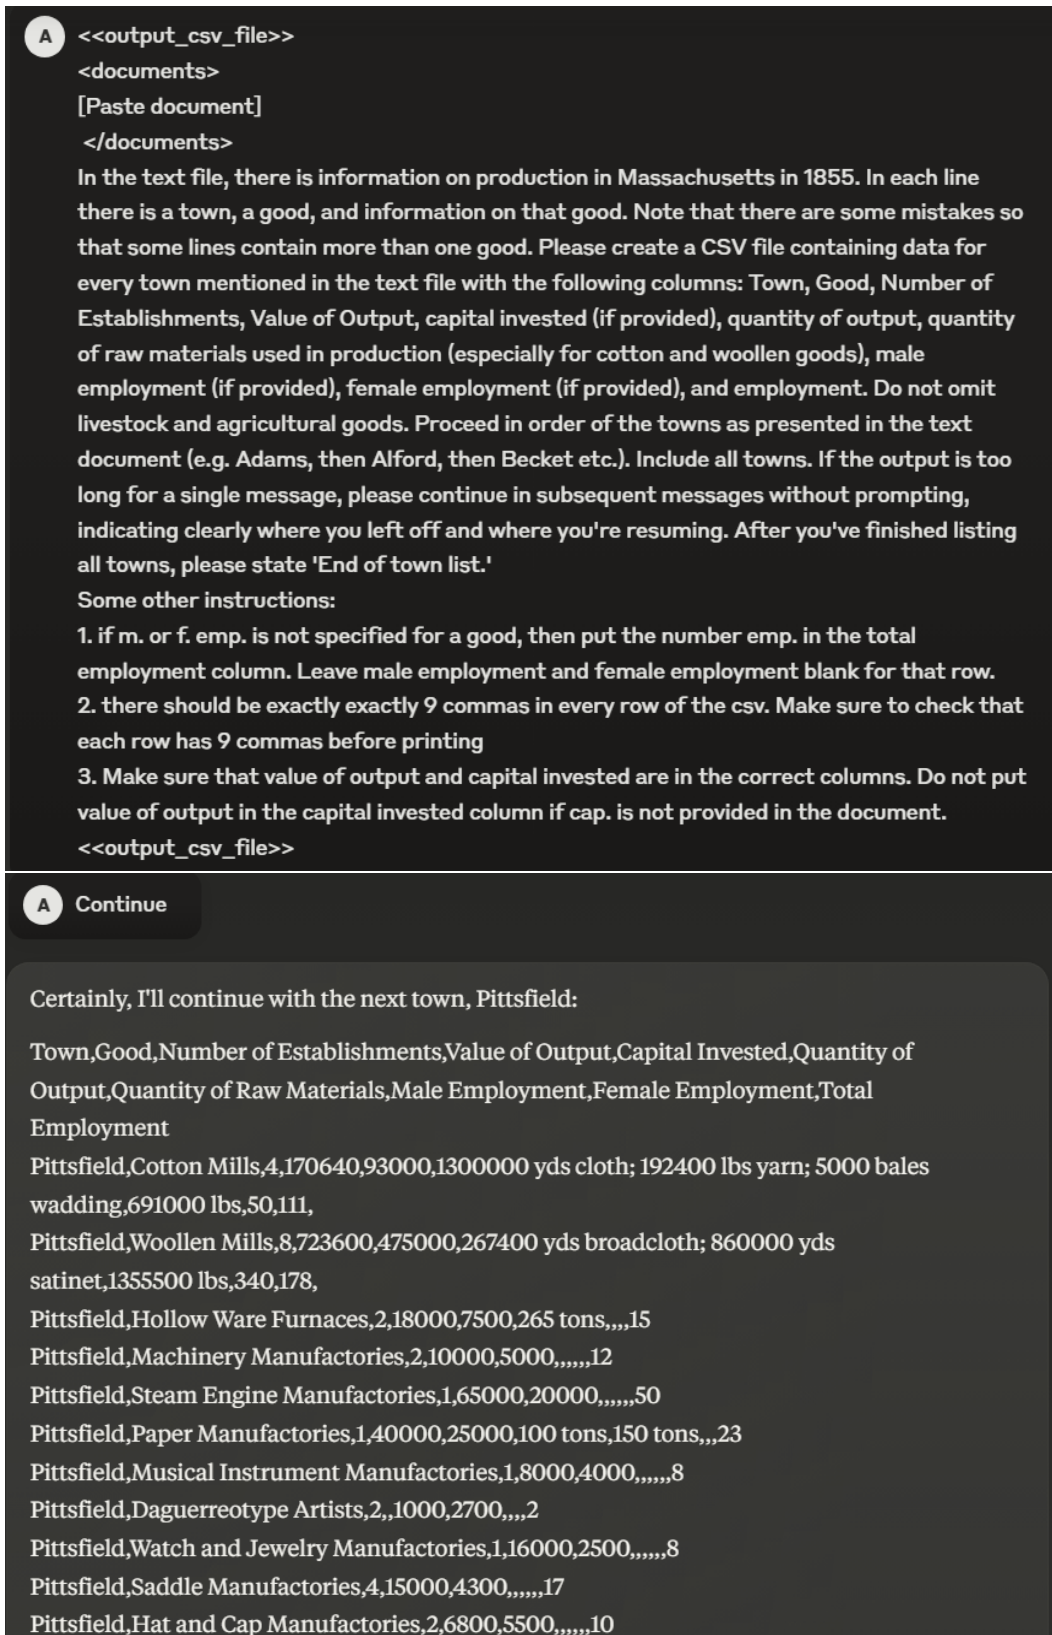 A <<output_csv_file>>
<documents>
[Paste document]
</documents>
In the text file, there is information on production in Massachusetts in 1855. In each line
there is a town, a good, and information on that good. Note that there are some mistakes so
that some lines contain more than one good. Please create a CSV file containing data for
every town mentioned in the text file with the following columns: Town, Good, Number of
Establishments, Value of Output, capital invested (if provided), quantity of output, quantity
of raw materials used in production (especially for cotton and woollen goods), male
employment (if provided), female employment (if provided), and employment. Do not omit
livestock and agricultural goods. Proceed in order of the towns as presented in the text
document (e.g. Adams, then Alford, then Becket etc.). Include all towns. If the output is too
long for a single message, please continue in subsequent messages without prompting,
indicating clearly where you left off and where you're resuming. After you've finished listing
all towns, please state 'End of town list.'
Some other instructions:
1. if m. or f. emp. is not specified for a good, then put the number emp. in the total
employment column. Leave male employment and female employment blank for that row.
2. there should be exactly exactly 9 commas in every row of the csv. Make sure to check that
each row has 9 commas before printing
3. Make sure that value of output and capital invested are in the correct columns. Do not put
value of output in the capital invested column if cap. is not provided in the document.
<<output_csv_file>>
A Continue
Certainly, I'll continue with the next town, Pittsfield:
Town,Good,Number of Establishments,Value of Output,Capital Invested,Quantity of
Output,Quantity of Raw Materials,Male Employment,Female Employment,Total
Employment
Pittsfield,Cotton Mills,4,170640,93000,1300000 yds cloth; 192400 lbs yarn; 5000 bales
wadding,691000 lbs,50,111,
Pittsfield,Woollen Mills,8,723600,475000,267400 yds broadcloth; 860000 yds
satinet,1355500 lbs,340,178,
Pittsfield,Hollow Ware Furnaces,2,18000,7500,265 tons,,,,15
Pittsfield,Machinery Manufactories,2,10000,5000,,,,,,12
Pittsfield,Steam Engine Manufactories,1,65000,20000,,,,,,50
Pittsfield,Paper Manufactories,1,40000,25000,100 tons,150 tons,,,23
Pittsfield,Musical Instrument Manufactories,1,8000,4000,,,,,,8
Pittsfield,Daguerreotype Artists,2,,1000,2700,,,,2
Pittsfield,Watch and Jewelry Manufactories,1,16000,2500,,,,,,8
Pittsfield,Saddle Manufactories,4,15000,4300,,,,,,17
Pittsfield,Hat and Cap Manufactories,2,6800,5500,,,,,,10